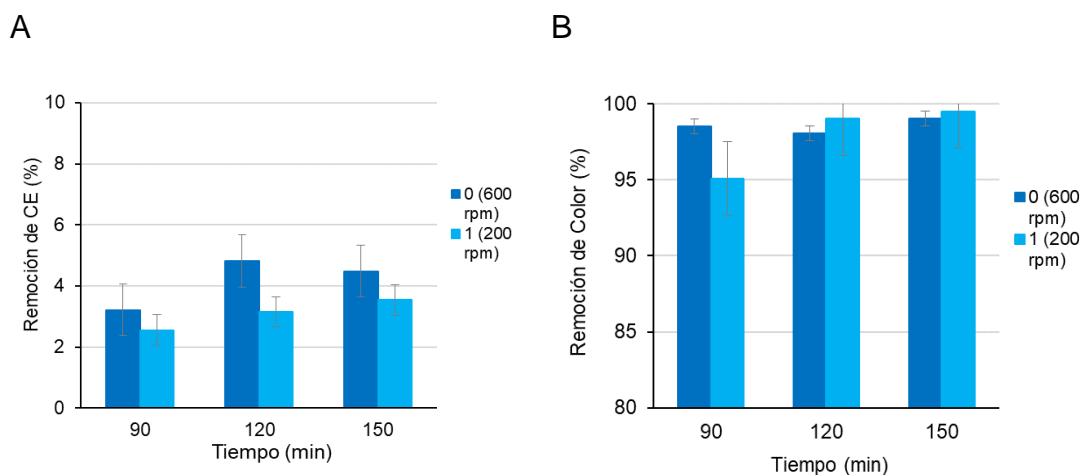 A
10
8
6
4
2
0
Remoción de CE (%)
90
120
150
Tiempo (min)
0 (600
rpm)
1 (200
rpm)
B
100
95
90
85
80
Remoción de Color (%)
90
120
150
Tiempo (min)
0 (600
rpm)
1 (200
rpm)